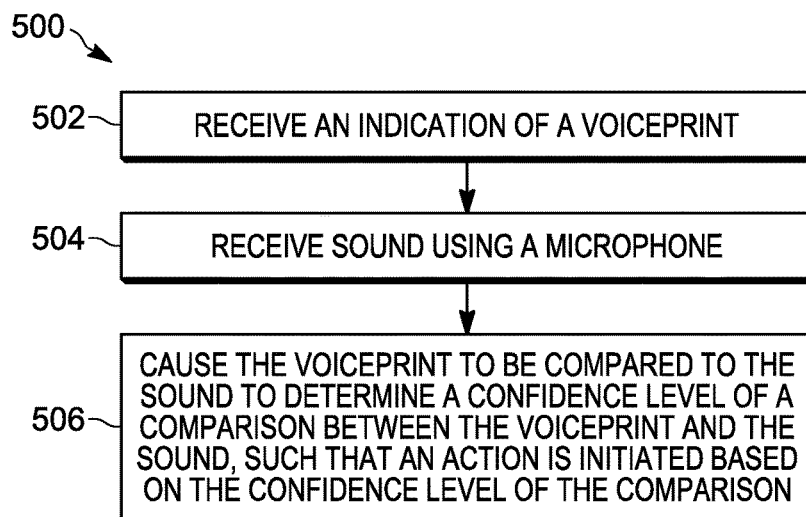 500
502
RECEIVE AN INDICATION OF A VOICEPRINT
504
RECEIVE SOUND USING A MICROPHONE
506
CAUSE THE VOICEPRINT TO BE COMPARED TO THE
SOUND TO DETERMINE A CONFIDENCE LEVEL OF A
COMPARISON BETWEEN THE VOICEPRINT AND THE
SOUND, SUCH THAT AN ACTION IS INITIATED BASED
ON THE CONFIDENCE LEVEL OF THE COMPARISON